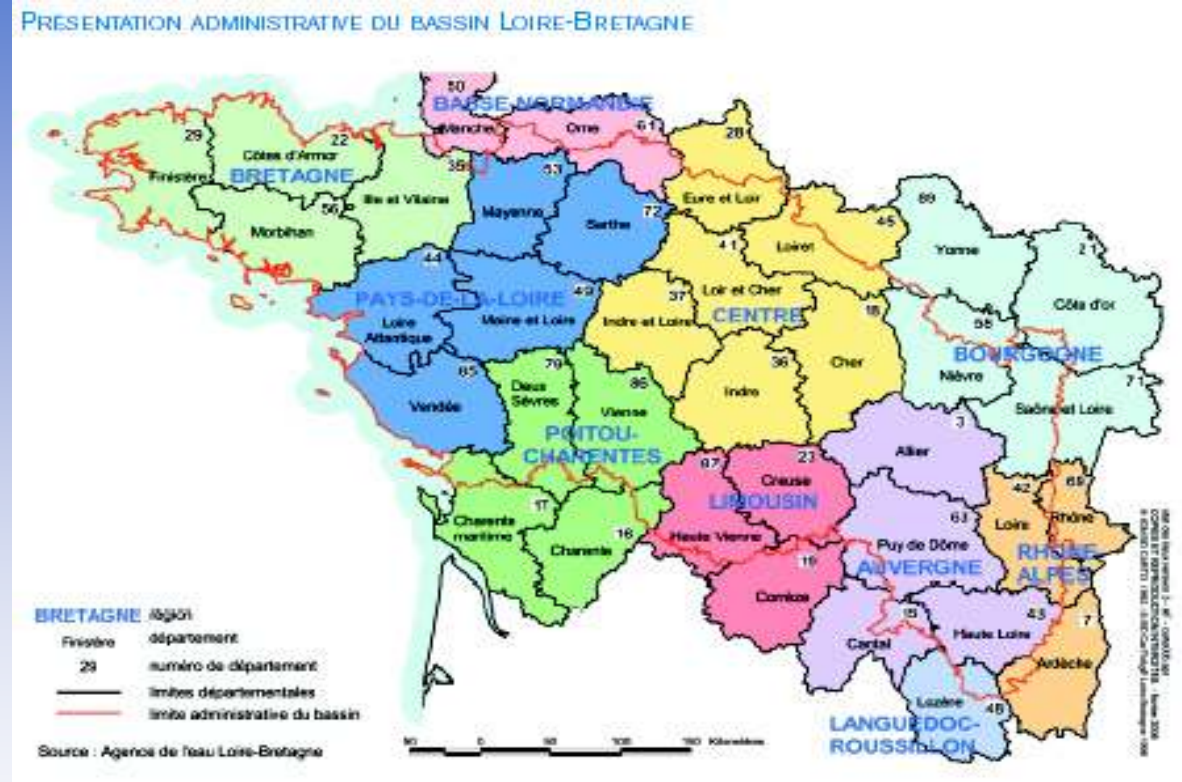 PRÉSENTATION ADMINISTRATIVE DU BASSIN LOIRE-BRETAGNE
50
BASSE NORMANDIE
Manche
Orne
61
28
29
22
Côtes d'Armor
BRETAGNE
Finistère
35
Ille et Vilaine
53
Mayenne
Sarthe
72
Eure et Loir
56
Morbihan
45
Loiret
41
89
Yonne
21
Côte d'or
44
PAYS-DE-LA-LOIRE
49
Loire
Atlantique
Maine et Loire
37
Indre et Loire
Loir et Cher
CENTRE
18
Cher
58
BOURGOGNE
Nièvre
71
Saône et Loire
85
Vendée
79
Deux
Sèvres
86
Vienne
POITOU-
CHARENTES
36
Indre
3
Allier
87
23
Creuse
LIMOUSIN
Haute Vienne
17
Charente
maritime
16
Charente
63
Puy de Dôme
AUVERGNE
42
Loire
69
Rhône
RHÔNE-
ALPES
19
Corrèze
15
Cantal
43
Haute Loire
7
Ardèche
Lozère
48
LANGUEDOC-
ROUSSILLON
BRETAGNE région
Finistère département
29 numéro de département
limites départementales
limite administrative du bassin
Source : Agence de l'eau Loire-Bretagne
50 0 50 100 150 Kilomètres